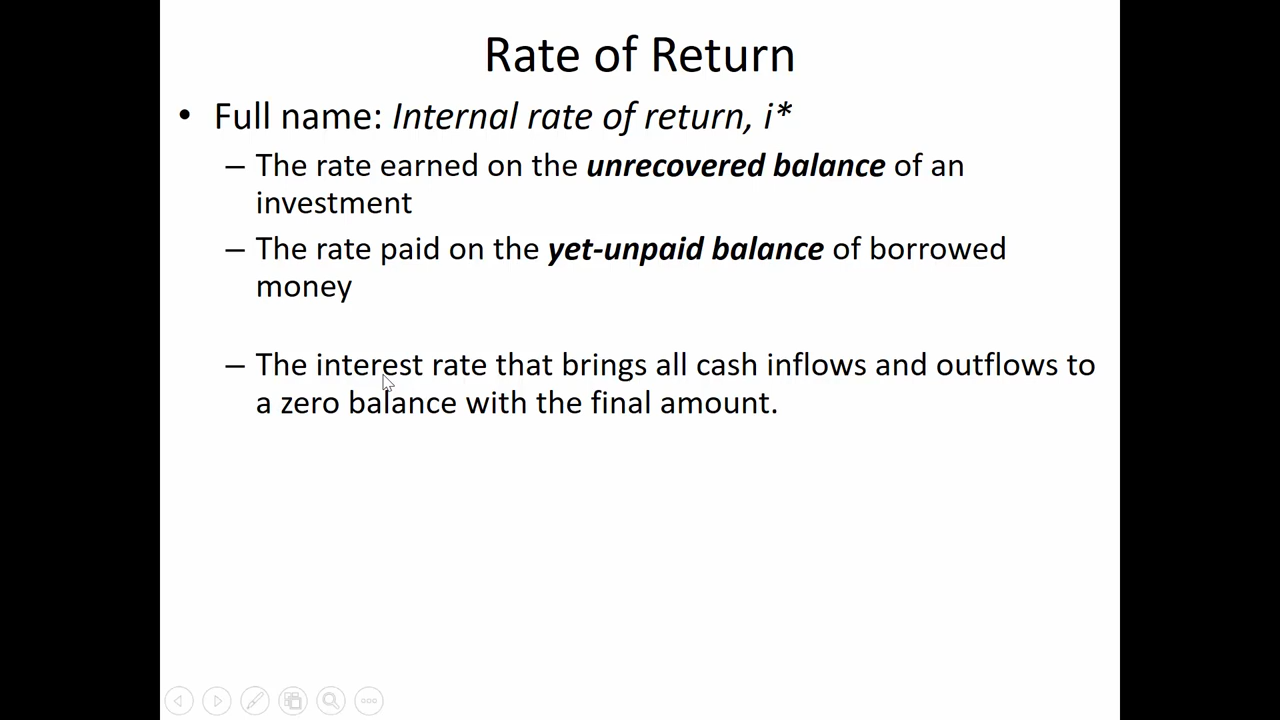 Rate of Return
• Full name: Internal rate of return, i*
– The rate earned on the unrecovered balance of an
investment
– The rate paid on the yet-unpaid balance of borrowed
money
– The interest rate that brings all cash inflows and outflows to
a zero balance with the final amount.